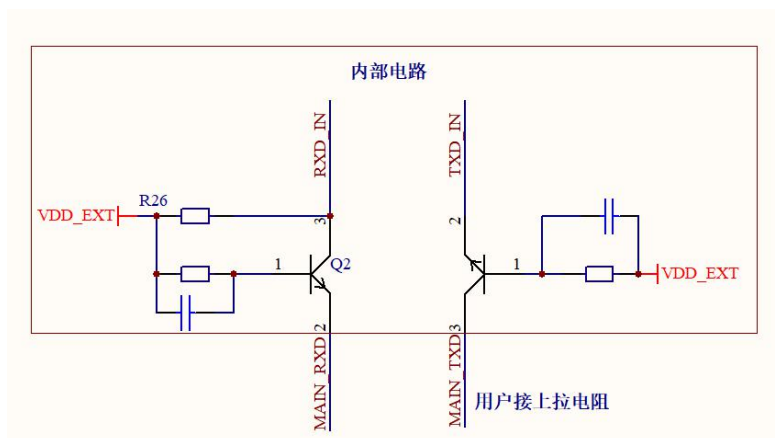 内部电路
RXD_IN
TXD_IN
R26
VDD_EXT
3
2
1
Q2
1
VDD_EXT
2
3
MAIN_RXD
MAIN_TXD
用户接上拉电阻